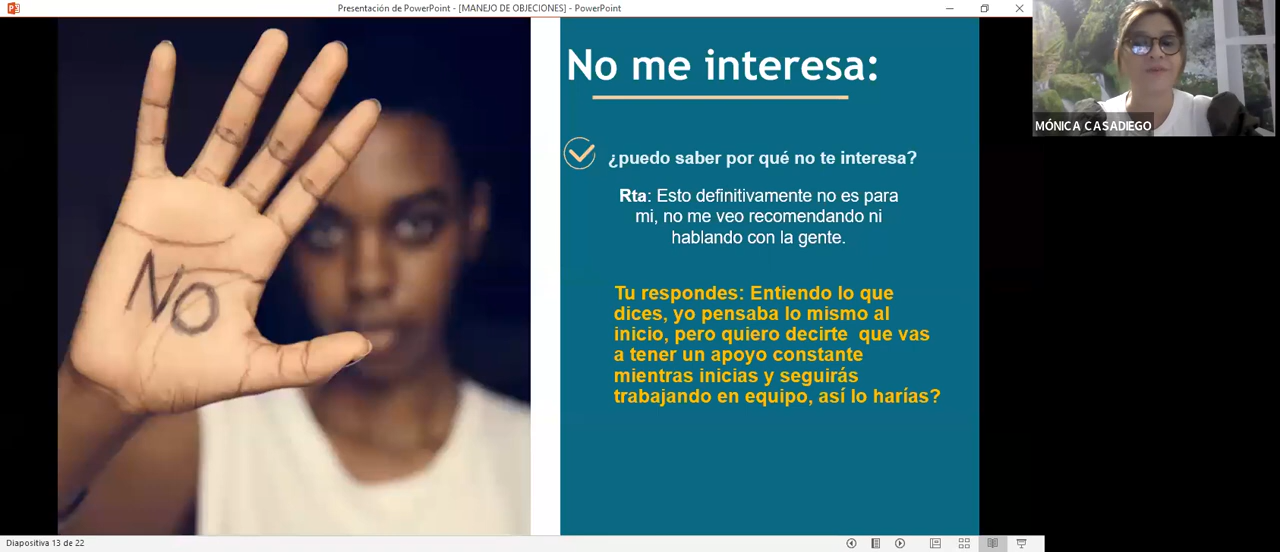 Presentación de PowerPoint - [MANEJO DE OBJECIONES] - PowerPoint
No me interesa:
MÓNICA CASADIEGO
¿puedo saber por qué no te interesa?
Rta: Esto definitivamente no es para
mi, no me veo recomendando ni
hablando con la gente.
NO
Tu respondes: Entiendo lo que
dices, yo pensaba lo mismo al
inicio, pero quiero decirte que vas
a tener un apoyo constante
mientras inicias y seguirás
trabajando en equipo, así lo harías?
Diapositiva 13 de 22